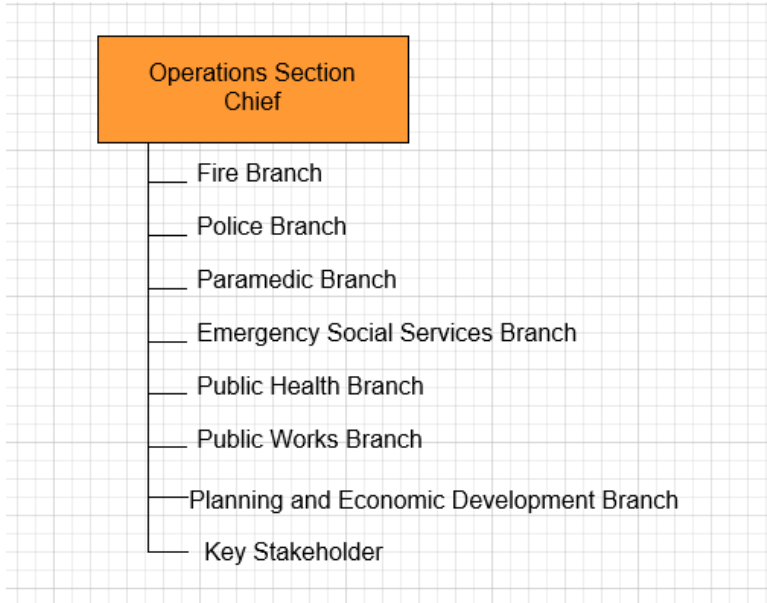 Operations Section
Chief
Fire Branch
Police Branch
Paramedic Branch
Emergency Social Services Branch
Public Health Branch
Public Works Branch
Planning and Economic Development Branch
Key Stakeholder